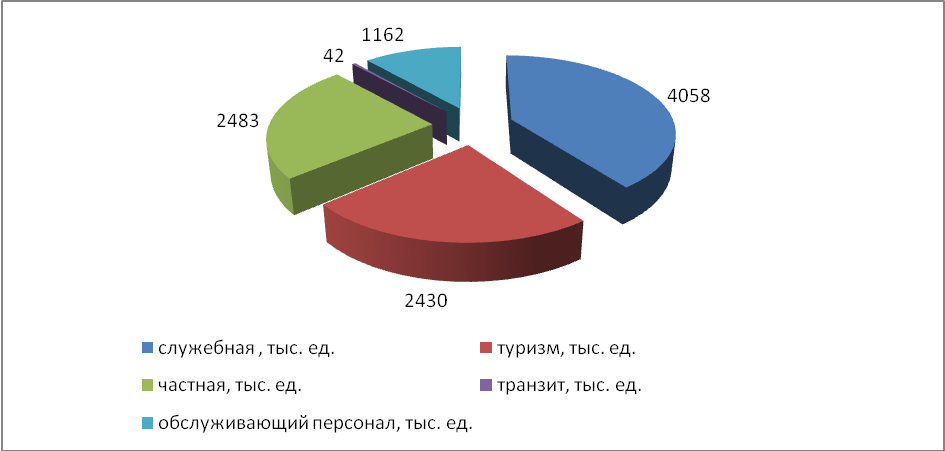 1162
42
4058
2483
2430
служебная , тыс. ед.
туризм, тыс. ед.
частная, тыс. ед.
транзит, тыс. ед.
обслуживающий персонал, тыс. ед.